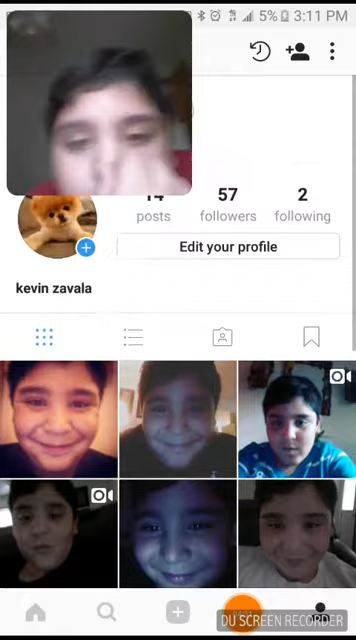 5% 3:11 PM
14 57 2
posts followers following
Edit your profile
kevin zavala
DU SCREEN RECORDER